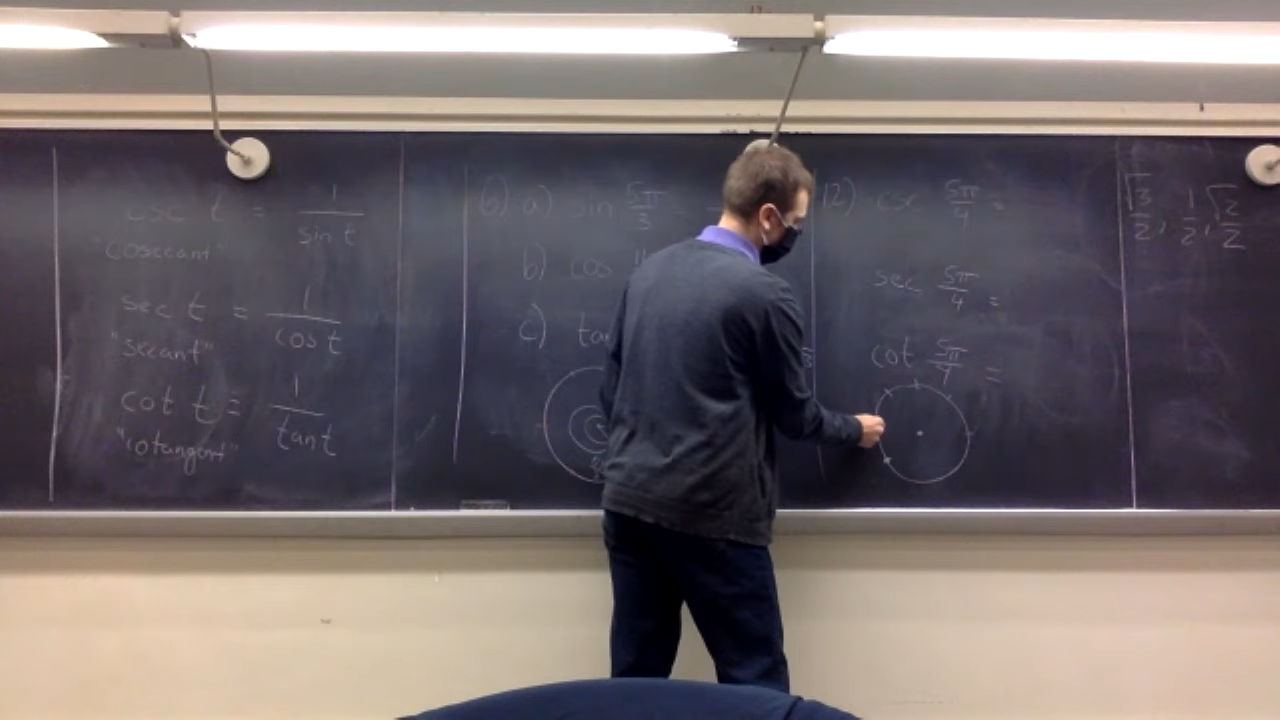 csc t = 1/sin t
"cosecant"
sec t = 1/cos t
"secant"
cot t = 1/tan t
"cotangent"
6) a) sin 5π/3
b) cos
c) tan
12) csc 5π/4 =
sec 5π/4 =
cot 5π/4 =
√3/2, 1/2, √2/2